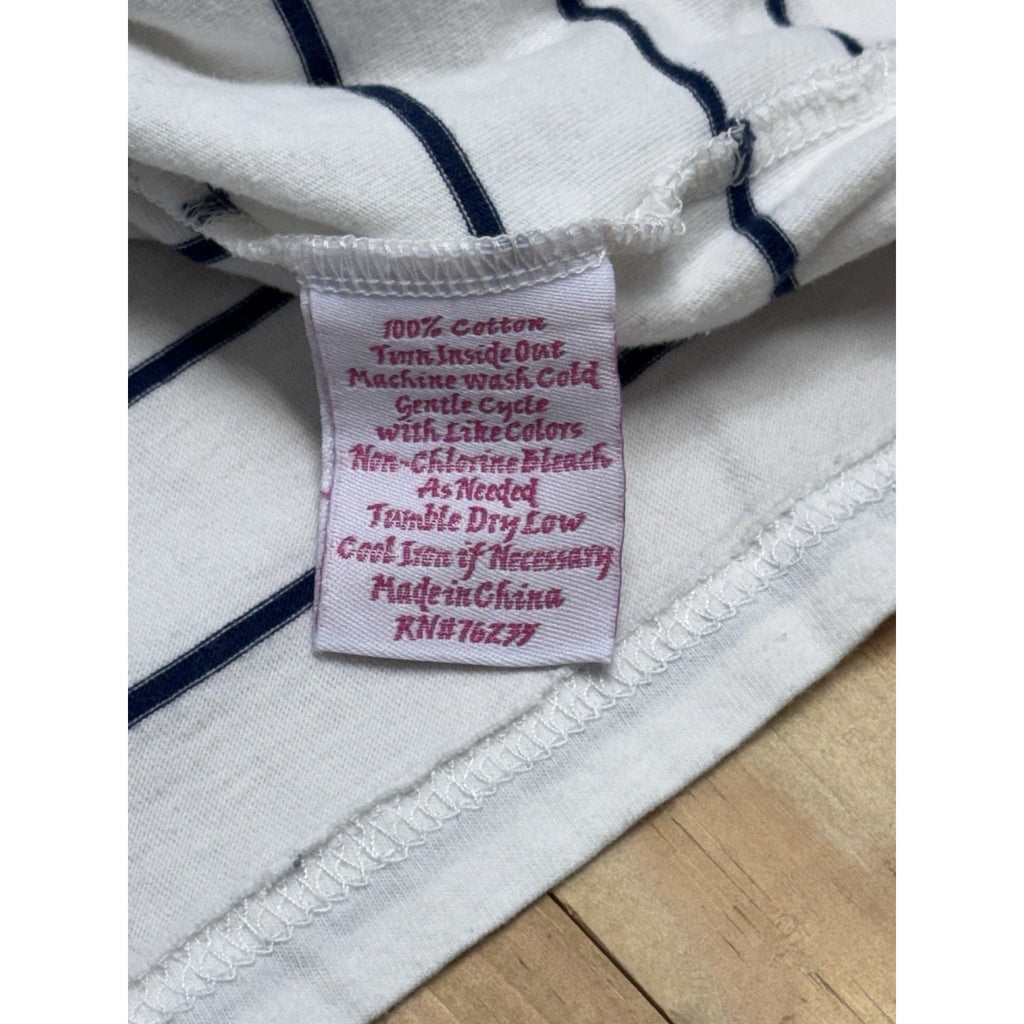 100% Cotton
Turn Inside Out
Machine wash Cold
Gentle Cycle
with Like Colors
Non-Chlorine Bleach
As Needed
Tumble Dry Low
Cool Iron if Necessary
Made in China
RN#76233